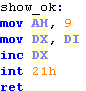 show_ok:
mov AH, 9
mov DX, DI
inc DX
int 21h
ret